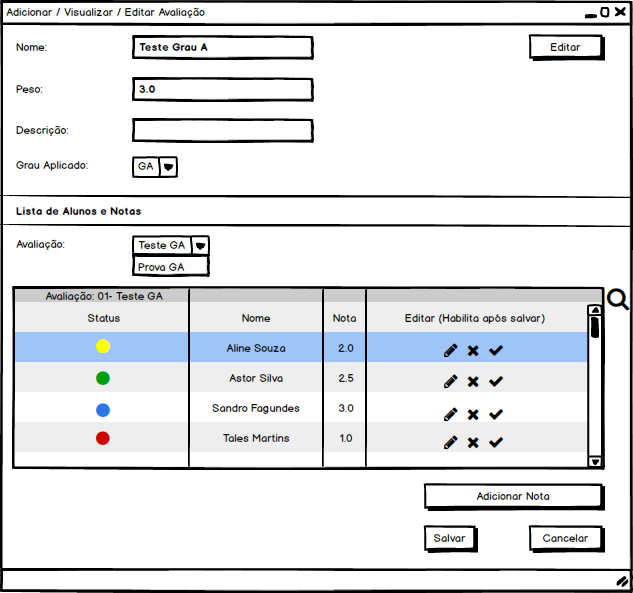 Adicionar / Visualizar / Editar Avaliação
Nome:
Teste Grau A
Editar
Peso:
3.0
Descrição:
Grau Aplicado:
GA
Lista de Alunos e Notas
Avaliação:
Teste GA
Prova GA
Avaliação: 01- Teste GA
Status Nome Nota Editar (Habilita após salvar)
Aline Souza 2.0
Astor Silva 2.5
Sandro Fagundes 3.0
Tales Martins 1.0
Adicionar Nota
Salvar
Cancelar